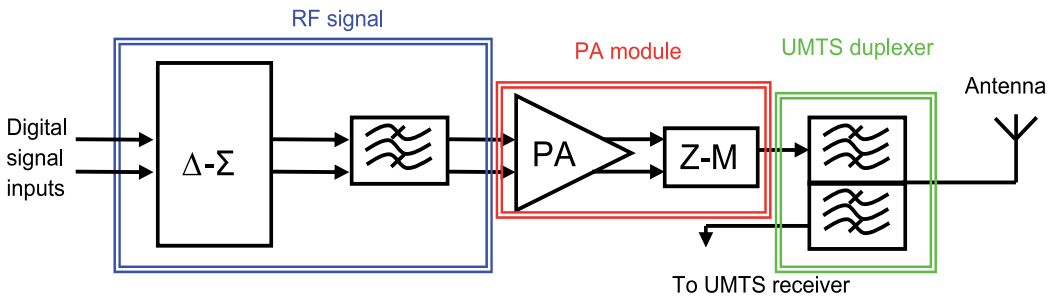 RF signal
PA module
UMTS duplexer
Antenna
Digital
signal
inputs
Δ-Σ
PA
Z-M
To UMTS receiver